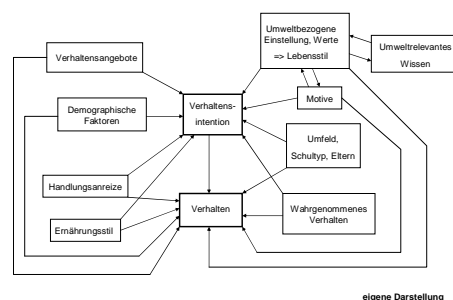 Umweltbezogene
Einstellung, Werte
=> Lebensstil
Umweltrelevantes
Wissen
Verhaltensangebote
Motive
Demographische
Faktoren
Verhaltens-
intention
Umfeld,
Schultyp, Eltern
Handlungsanreize
Verhalten
Wahrgenommenes
Verhalten
Ernährungsstil
eigene Darstellung